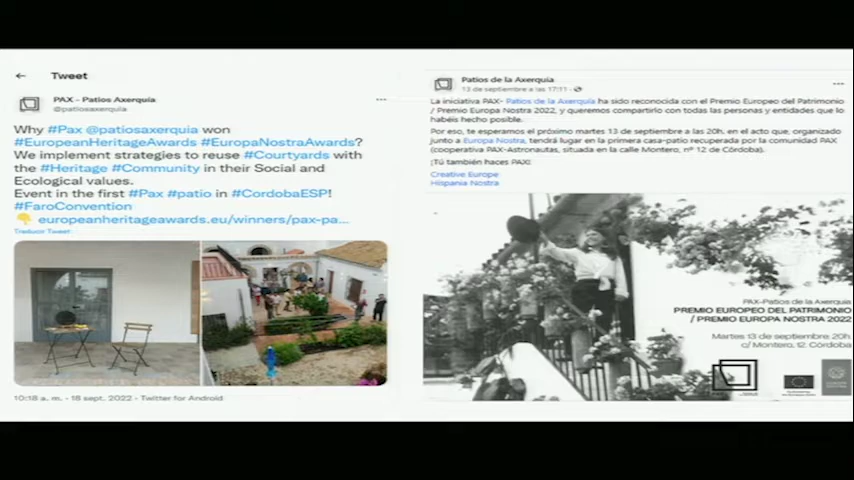 Tweet
PAX - Patios Axerquía
@patiosaxerquia
Why #Pax @patiosaxerquia won
#EuropeanHeritageAwards #EuropaNostraAwards?
We implement strategies to reuse #Courtyards with
the #Heritage #Community in their Social and
Ecological values.
Event in the first #Pax #patio in #CordobaESP!
#FaroConvention
europeanheritageawards.eu/winners/pax-pa...
Traducir Tweet
10:18 a. m. - 18 sept. 2022 - Twitter for Android
Patios de la Axerquía
13 de septiembre a las 17:11
La iniciativa PAX- Patios de la Axerquía ha sido reconocida con el Premio Europeo del Patrimonio
/ Premio Europa Nostra 2022, y queremos compartirlo con todas las personas y entidades que lo
habéis hecho posible.
Por eso, te esperamos el próximo martes 13 de septiembre a las 20h, en el acto que, organizado
junto a Europa Nostra, tendrá lugar en la primera casa-patio recuperada por la comunidad PAX
(cooperativa PAX-Astronautas, situada en la calle Montero, nº 12 de Córdoba).
¡Tú también haces PAX!
Creative Europe
Hispania Nostra
PAX-Patios de la Axerquía
PREMIO EUROPEO DEL PATRIMONIO
/ PREMIO EUROPA NOSTRA 2022
Martes 13 de septiembre 20h
c/ Montero, 12. Córdoba